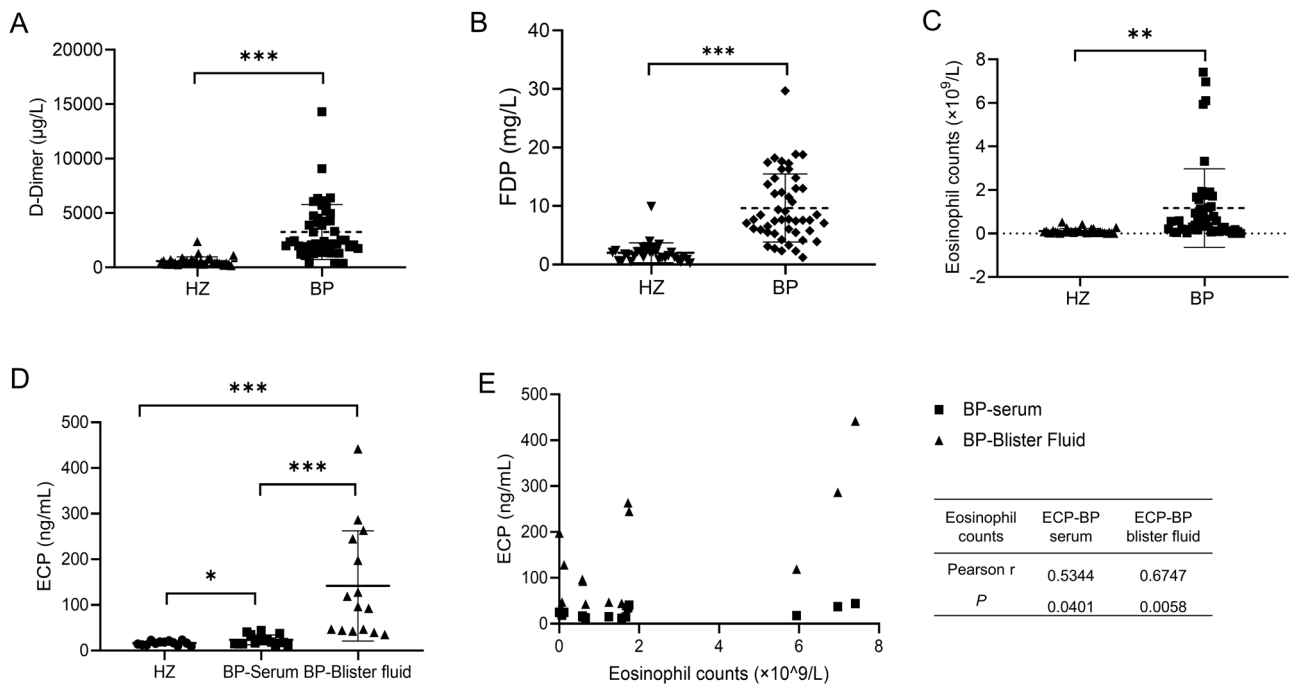 A
D-Dimer (μg/L)
20000
15000
10000
5000
0
***
HZ
BP
B
FDP (mg/L)
40
30
20
10
0
***
HZ
BP
C
Eosinophil counts (×10⁹/L)
8
6
4
2
0
-2
**
HZ
BP
D
ECP (ng/mL)
500
400
300
200
100
0
***
***
*
HZ
BP-Serum
BP-Blister fluid
E
ECP (ng/mL)
500
400
300
200
100
0
0
2
4
6
8
Eosinophil counts (×10^9/L)
BP-serum
BP-Blister Fluid
Eosinophil counts
ECP-BP serum
ECP-BP blister fluid
Pearson r
0.5344
0.6747
P
0.0401
0.0058